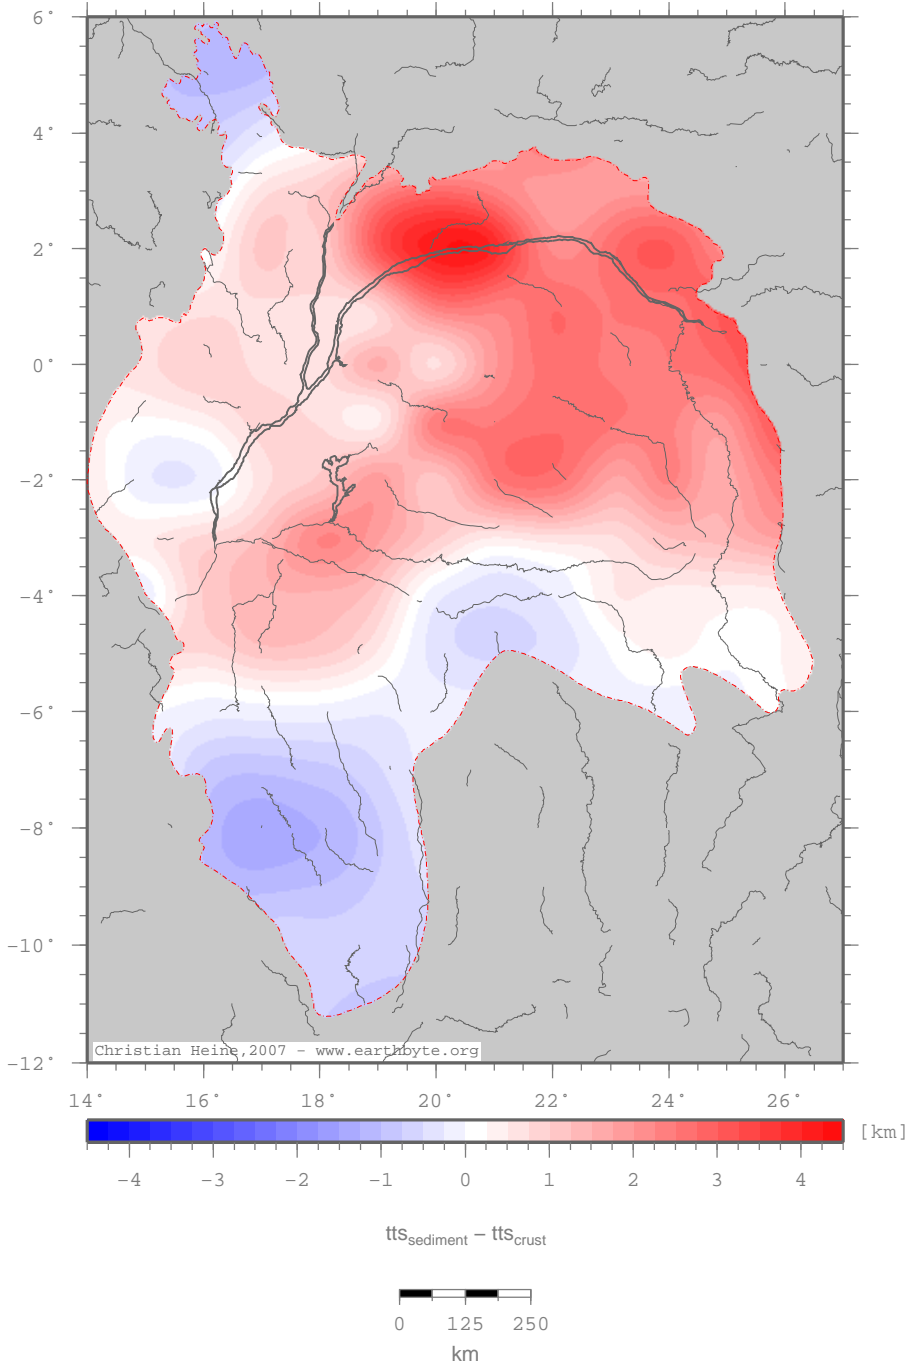 6°
4°
2°
0°
−2°
−4°
−6°
−8°
−10°
−12°
Christian Heine,2007 − www.earthbyte.org
14° 16° 18° 20° 22° 24° 26°
[km]
−4 −3 −2 −1 0 1 2 3 4
tts_sediment − tts_crust
0 125 250
km